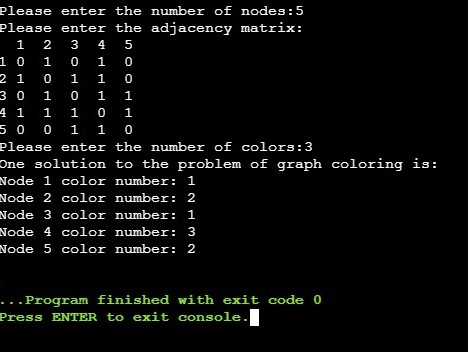 Please enter the number of nodes:5
Please enter the adjacency matrix:
  1 2 3 4 5
1 0 1 0 1 0
2 1 0 1 1 0
3 0 1 0 1 1
4 1 1 1 0 1
5 0 0 1 1 0
Please enter the number of colors:3
One solution to the problem of graph coloring is:
Node 1 color number: 1
Node 2 color number: 2
Node 3 color number: 1
Node 4 color number: 3
Node 5 color number: 2
...Program finished with exit code 0
Press ENTER to exit console.